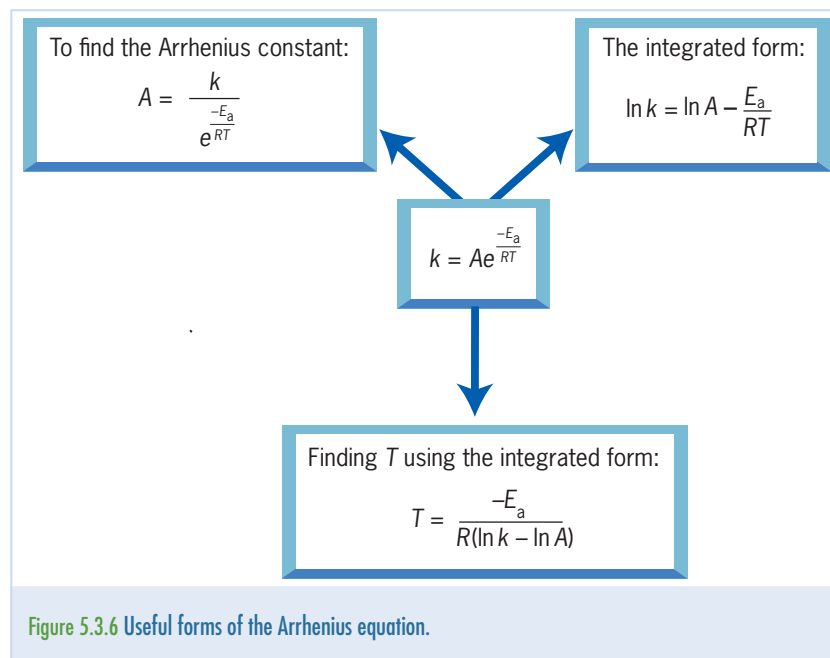 To find the Arrhenius constant:
A = k / e^(–Eₐ/RT)
The integrated form:
ln k = ln A – Eₐ/RT
k = Ae^(–Eₐ/RT)
Finding T using the integrated form:
T = –Eₐ / R(ln k – ln A)
Figure 5.3.6 Useful forms of the Arrhenius equation.